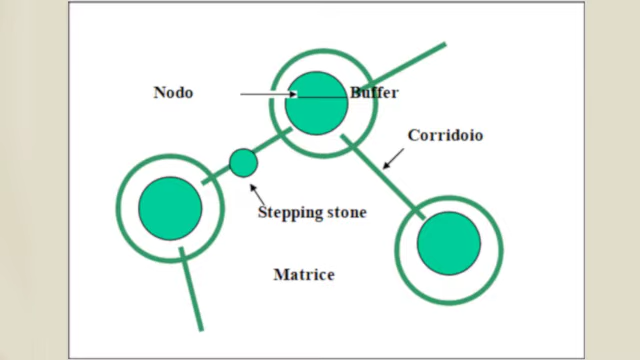 Nodo
Buffer
Corridoio
Stepping stone
Matrice